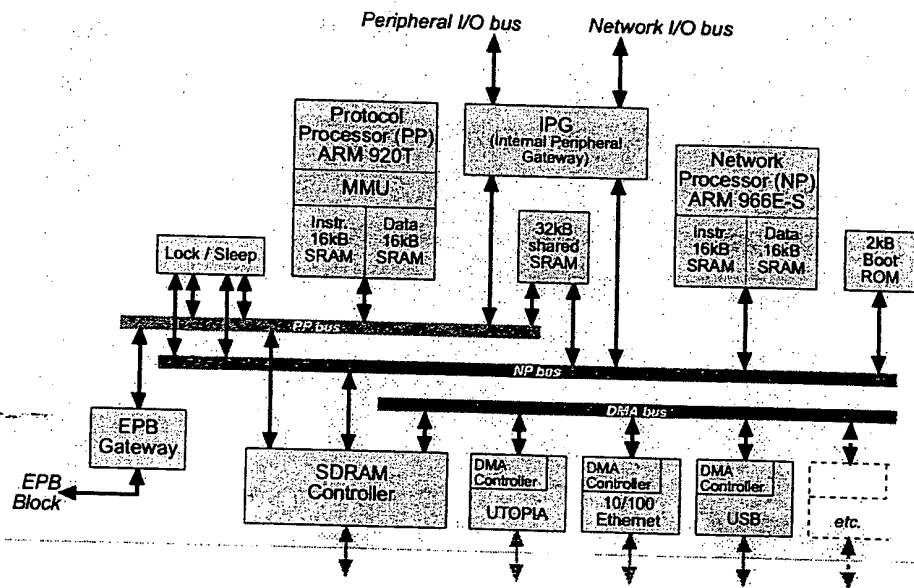 Peripheral I/O bus
Network I/O bus
Protocol
Processor (PP)
ARM 920T
MMU
Instr.
16kB
SRAM
Data
16kB
SRAM
IPG
(Internal Peripheral
Gateway)
Network
Processor (NP)
ARM 966E-S
Instr.
16kB
SRAM
Data
16kB
SRAM
Lock / Sleep
32kB
shared
SRAM
2kB
Boot
ROM
PP bus
NP bus
DMA bus
EPB
Gateway
EPB
Block
SDRAM
Controller
DMA
Controller
UTOPIA
DMA
Controller
10/100
Ethernet
DMA
Controller
USB
etc.